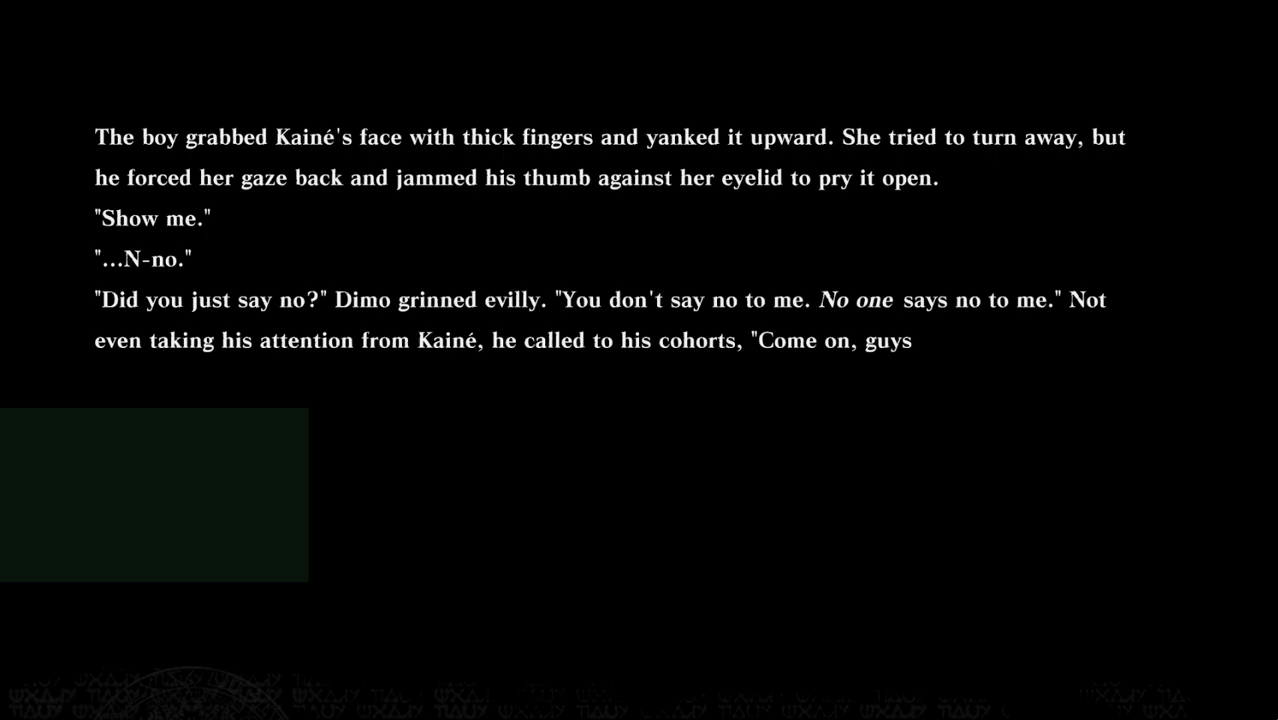 The boy grabbed Kainé's face with thick fingers and yanked it upward. She tried to turn away, but
he forced her gaze back and jammed his thumb against her eyelid to pry it open.
"Show me."
"...N-no."
"Did you just say no?" Dimo grinned evilly. "You don't say no to me. No one says no to me." Not
even taking his attention from Kainé, he called to his cohorts, "Come on, guys